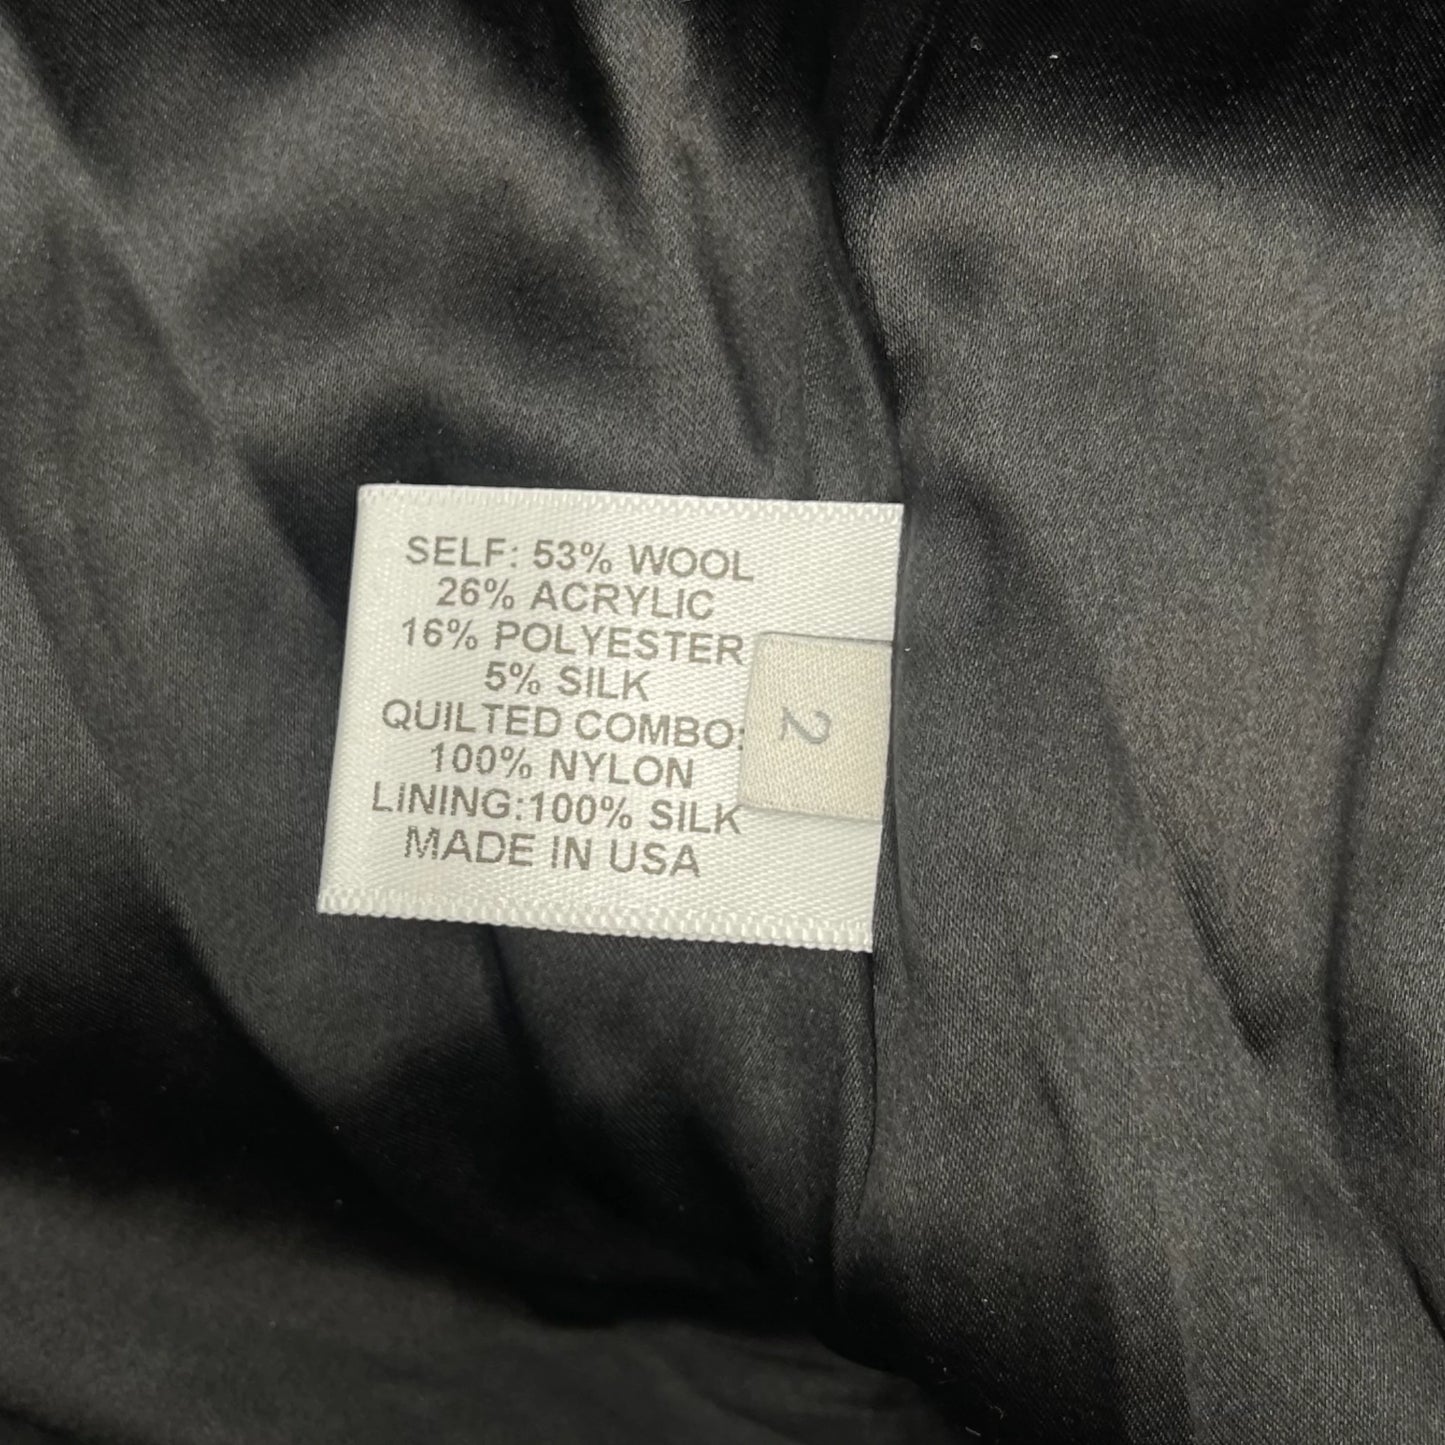 SELF: 53% WOOL
26% ACRYLIC
16% POLYESTER
5% SILK
QUILTED COMBO:
100% NYLON
LINING:100% SILK
MADE IN USA
2